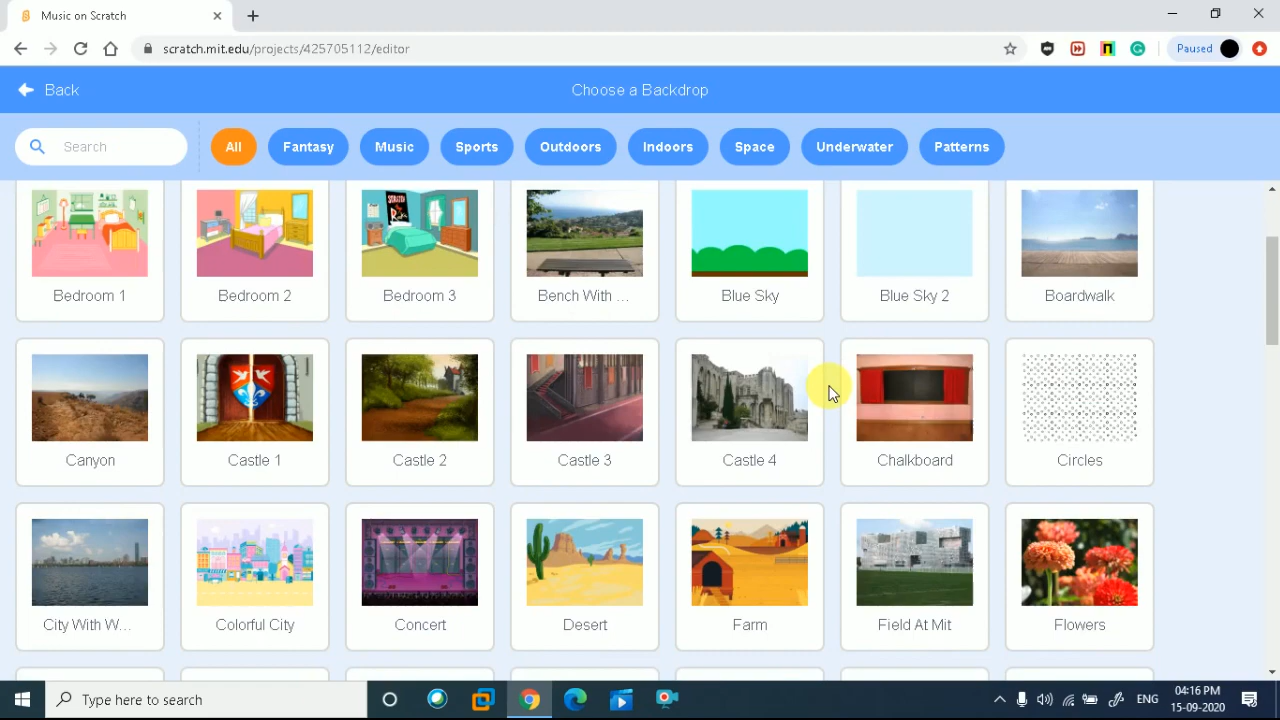 Music on Scratch
scratch.mit.edu/projects/425705112/editor
Paused
Back
Choose a Backdrop
Search
All
Fantasy
Music
Sports
Outdoors
Indoors
Space
Underwater
Patterns
Bedroom 1
Bedroom 2
Bedroom 3
Bench With ...
Blue Sky
Blue Sky 2
Boardwalk
Canyon
Castle 1
Castle 2
Castle 3
Castle 4
Chalkboard
Circles
City With W...
Colorful City
Concert
Desert
Farm
Field At Mit
Flowers
Type here to search
ENG
04:16 PM
15-09-2020